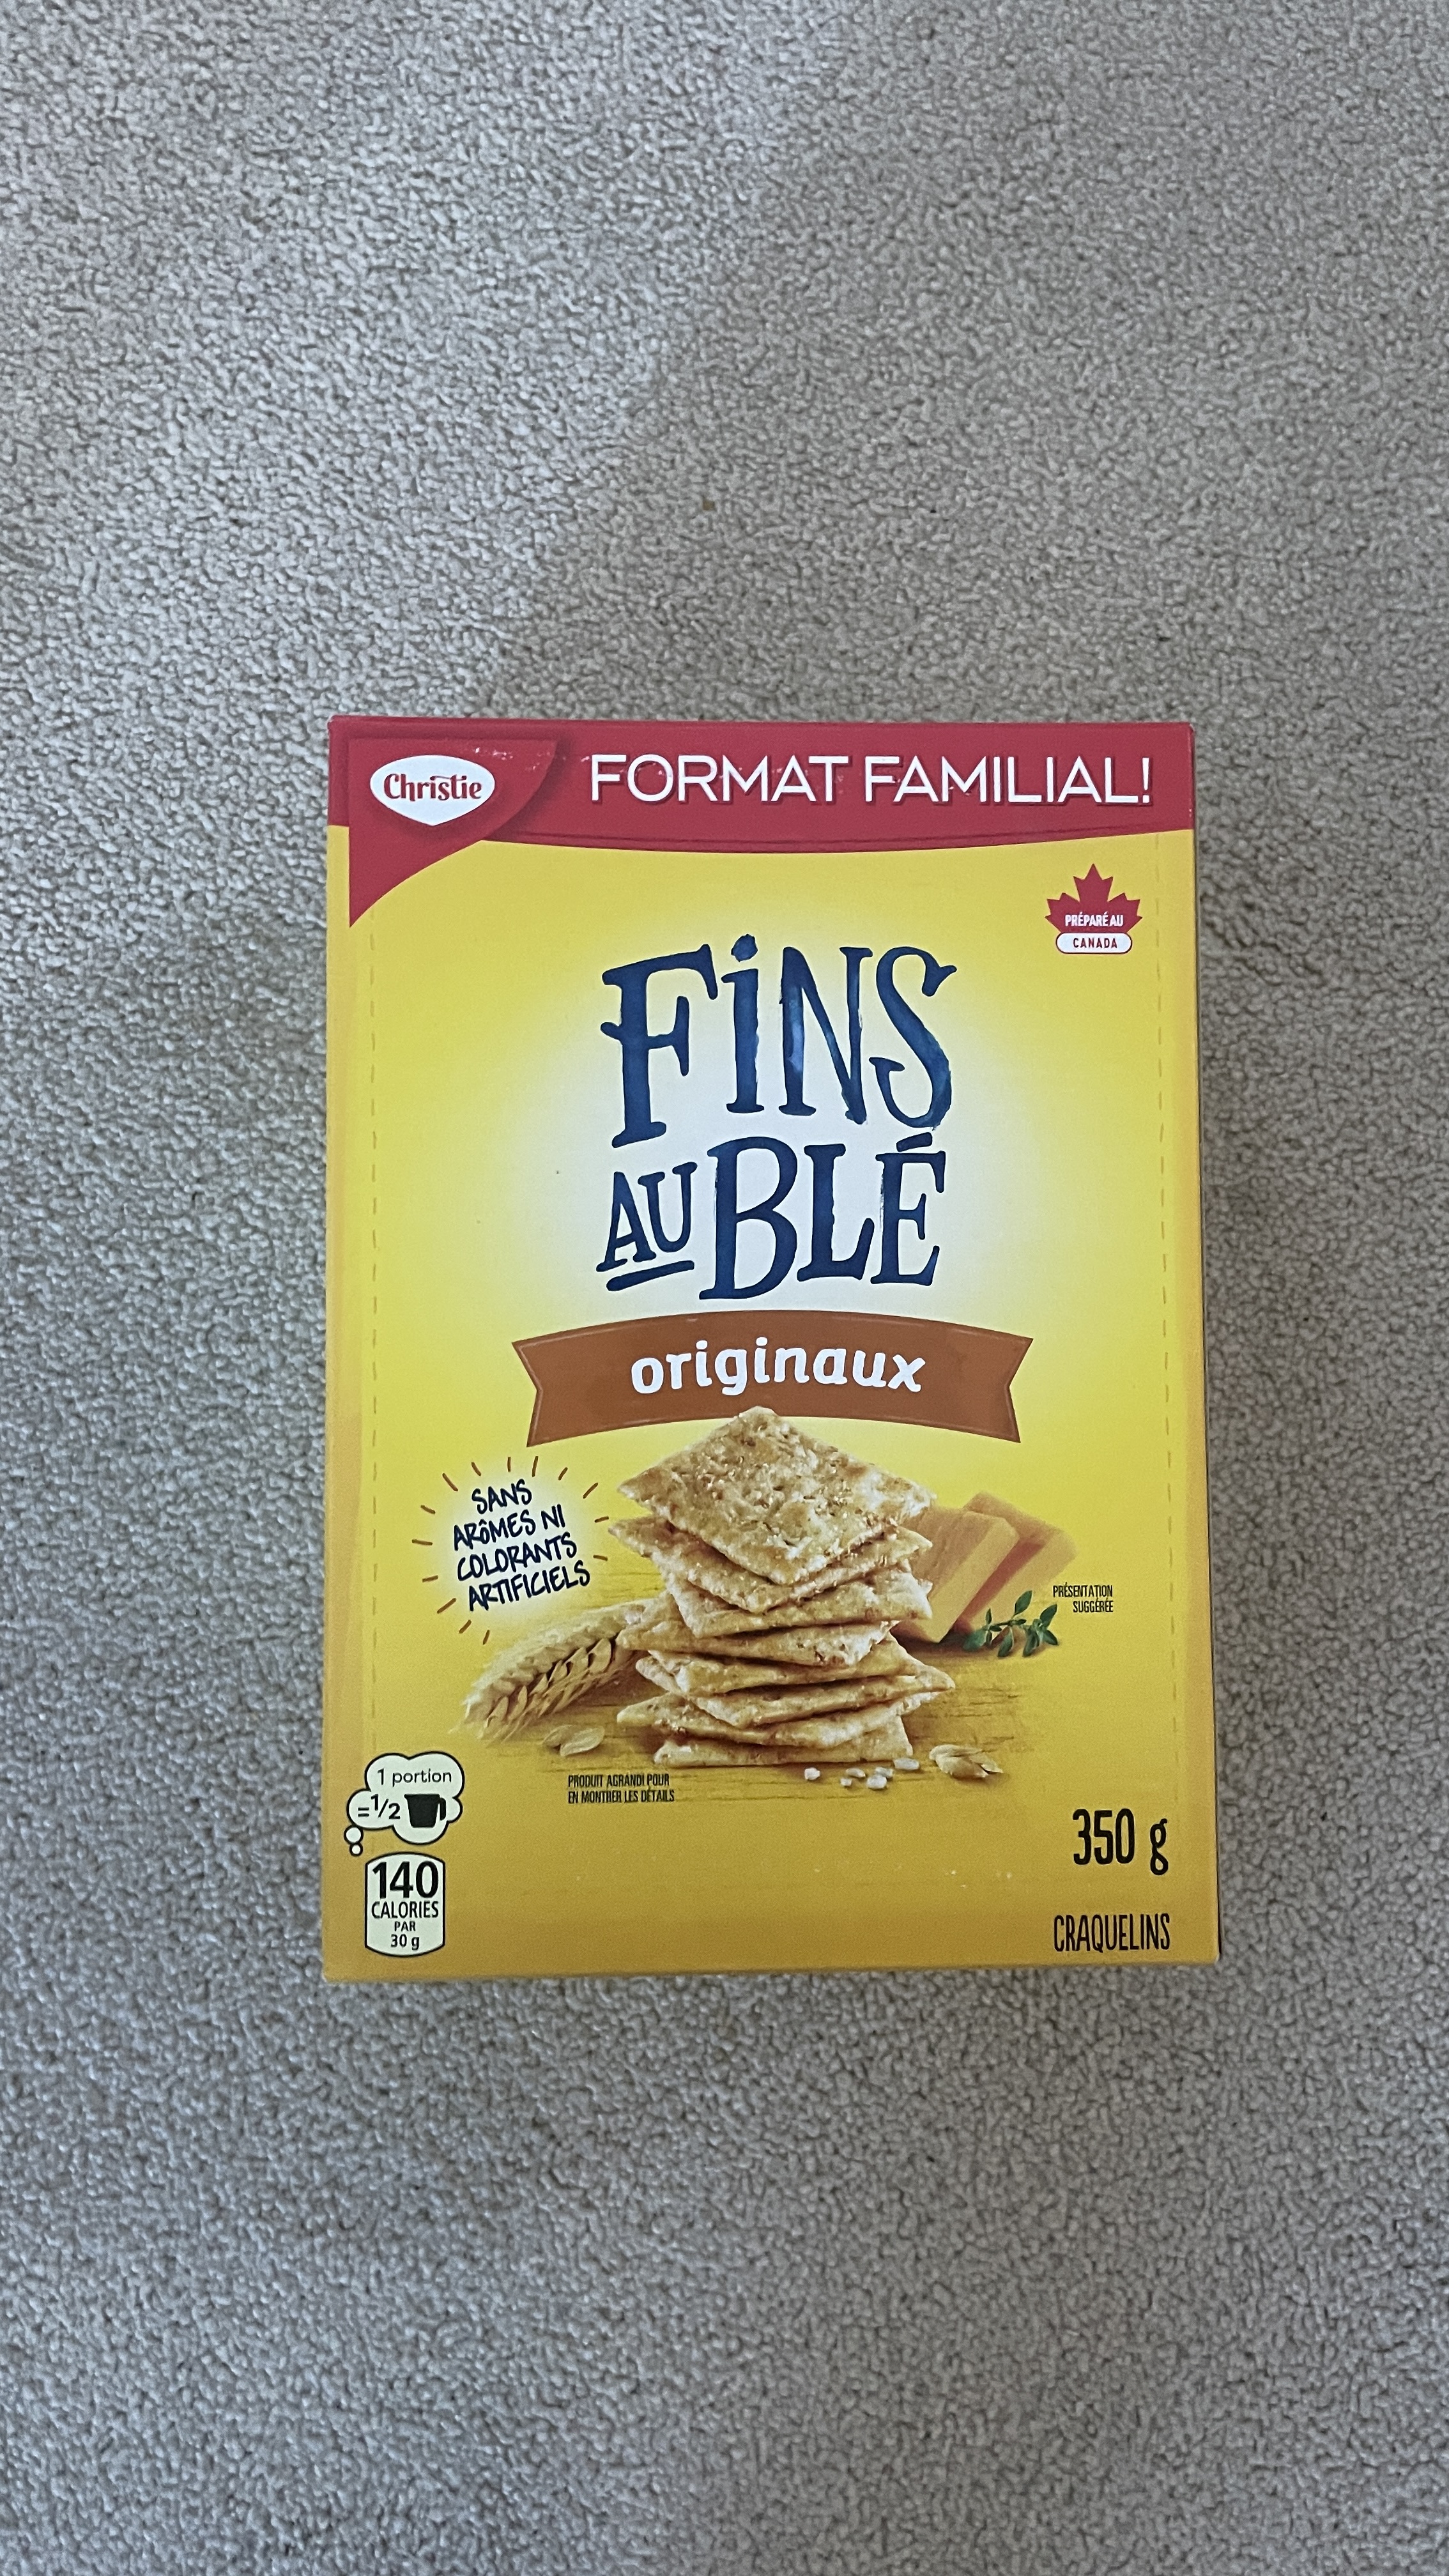 Christie
FORMAT FAMILIAL!
PRÉPARÉ AU
CANADA
FiNS
AU BLÉ
originaux
SANS
ARôMES NI
COLORANTS
ARTIFICIELS
PRÉSENTATION
SUGGÉRÉE
PRODUIT AGRANDI POUR
EN MONTRER LES DÉTAILS
1 portion
=1/2
140
CALORIES
PAR
30 g
350 g
CRAQUELINS